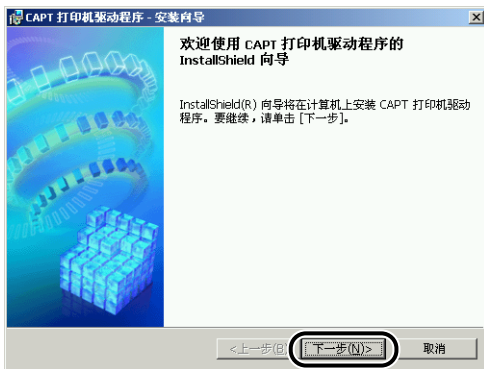 CAPT 打印机驱动程序 - 安装向导
欢迎使用 CAPT 打印机驱动程序的
InstallShield 向导
InstallShield(R) 向导将在计算机上安装 CAPT 打印机驱动
程序。要继续，请单击 [下一步]。
<上一步(B) 下一步(N)> 取消